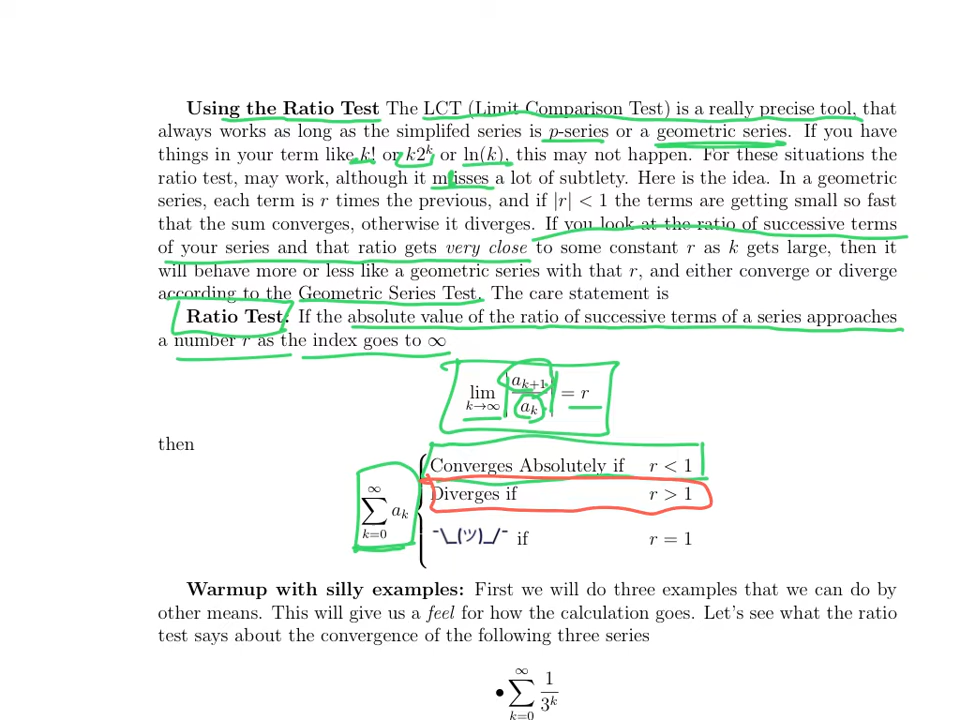 Using the Ratio Test The LCT (Limit Comparison Test) is a really precise tool, that
always works as long as the simplifed series is p-series or a geometric series. If you have
things in your term like k! or k2^k or ln(k), this may not happen. For these situations the
ratio test, may work, although it misses a lot of subtlety. Here is the idea. In a geometric
series, each term is r times the previous, and if |r| < 1 the terms are getting small so fast
that the sum converges, otherwise it diverges. If you look at the ratio of successive terms
of your series and that ratio gets very close to some constant r as k gets large, then it
will behave more or less like a geometric series with that r, and either converge or diverge
according to the Geometric Series Test. The care statement is
Ratio Test: If the absolute value of the ratio of successive terms of a series approaches
a number r as the index goes to ∞
lim_{k→∞} |a_{k+1}/a_k| = r
then
∑_{k=0}^{∞} a_k {
Converges Absolutely if r < 1
Diverges if r > 1
¯\_(ツ)_/¯ if r = 1
Warmup with silly examples: First we will do three examples that we can do by
other means. This will give us a feel for how the calculation goes. Let's see what the ratio
test says about the convergence of the following three series
• ∑_{k=0}^{∞} 1/3^k